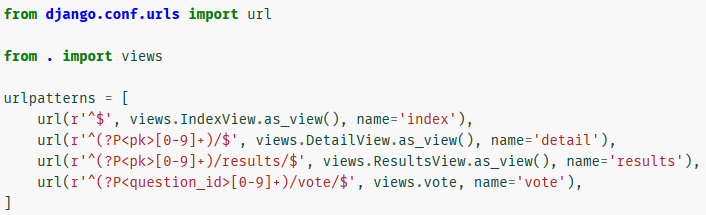 from django.conf.urls import url

from . import views

urlpatterns = [
    url(r'^$', views.IndexView.as_view(), name='index'),
    url(r'^(?P<pk>[0-9]+)/$', views.DetailView.as_view(), name='detail'),
    url(r'^(?P<pk>[0-9]+)/results/$', views.ResultsView.as_view(), name='results'),
    url(r'^(?P<question_id>[0-9]+)/vote/$', views.vote, name='vote'),
]